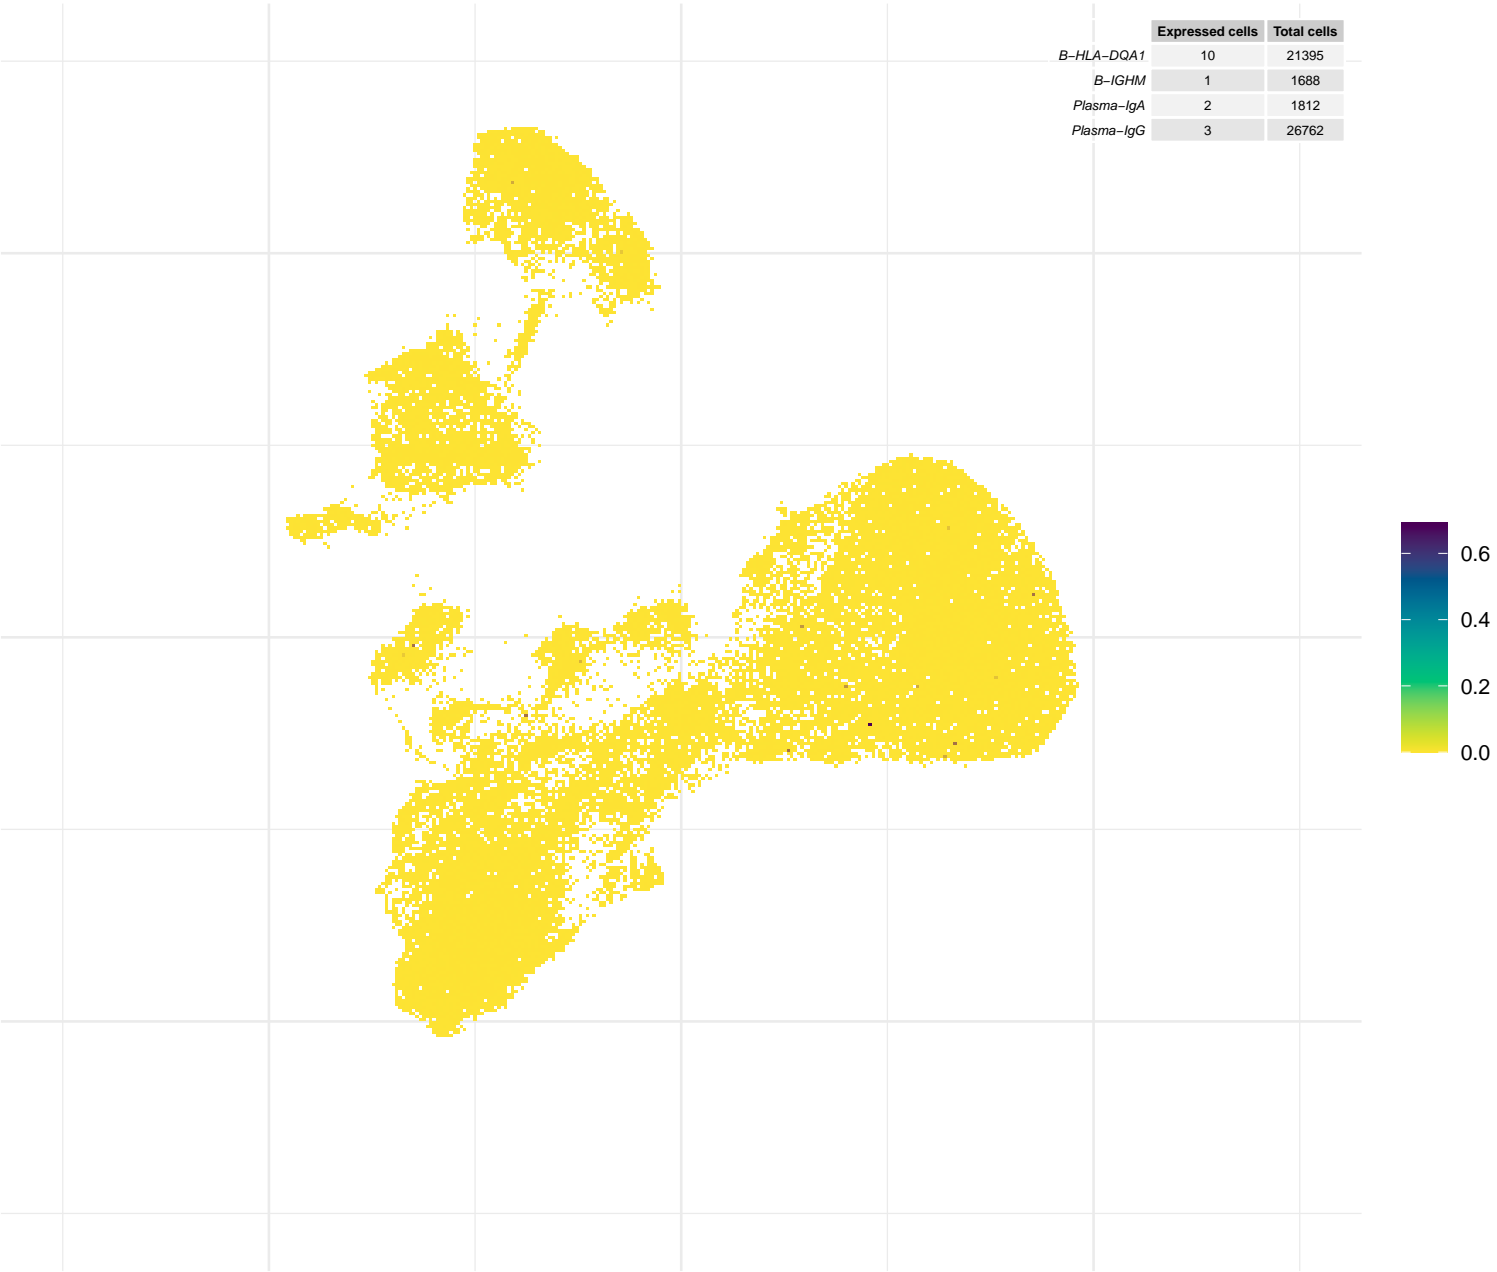 Expressed cells Total cells
B−HLA−DQA1 10 21395
B−IGHM 1 1688
Plasma−IgA 2 1812
Plasma−IgG 3 26762
0.6
0.4
0.2
0.0